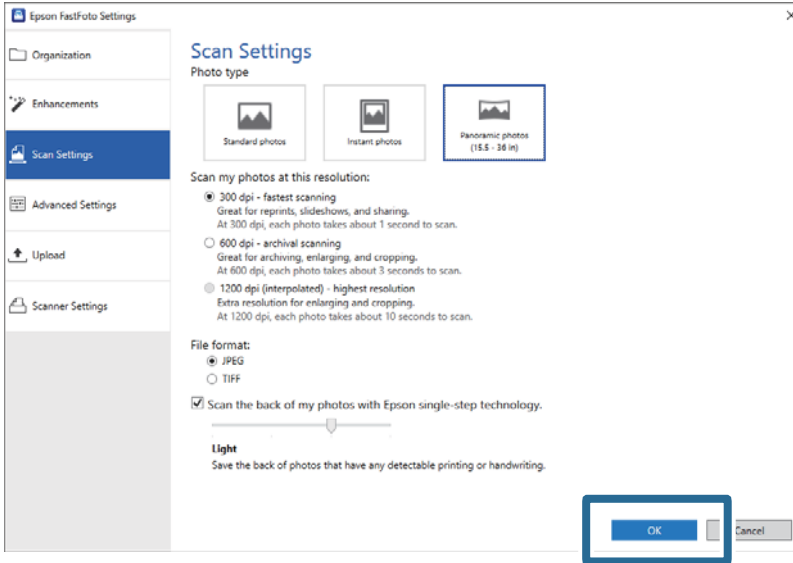 Epson FastFoto Settings
Organization
Enhancements
Scan Settings
Advanced Settings
Upload
Scanner Settings
Scan Settings
Photo type
Standard photos
Instant photos
Panoramic photos
(15.5 - 36 in)
Scan my photos at this resolution:
300 dpi - fastest scanning
Great for reprints, slideshows, and sharing.
At 300 dpi, each photo takes about 1 second to scan.
600 dpi - archival scanning
Great for archiving, enlarging, and cropping.
At 600 dpi, each photo takes about 3 seconds to scan.
1200 dpi (interpolated) - highest resolution
Extra resolution for enlarging and cropping.
At 1200 dpi, each photo takes about 10 seconds to scan.
File format:
JPEG
TIFF
Scan the back of my photos with Epson single-step technology.
Light
Save the back of photos that have any detectable printing or handwriting.
OK
Cancel